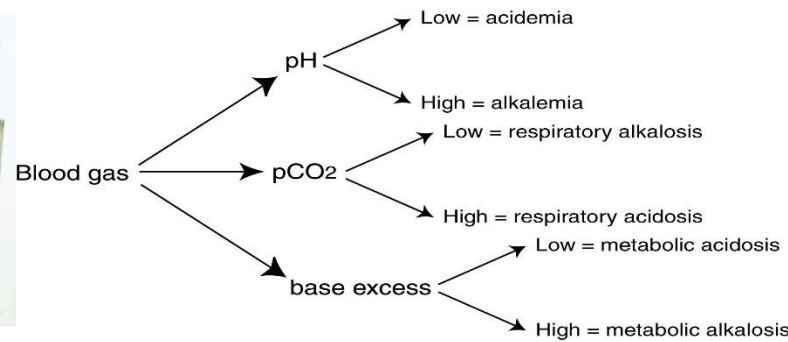 Low = acidemia
pH
High = alkalemia
Low = respiratory alkalosis
Blood gas
pCO2
High = respiratory acidosis
Low = metabolic acidosis
base excess
High = metabolic alkalosis